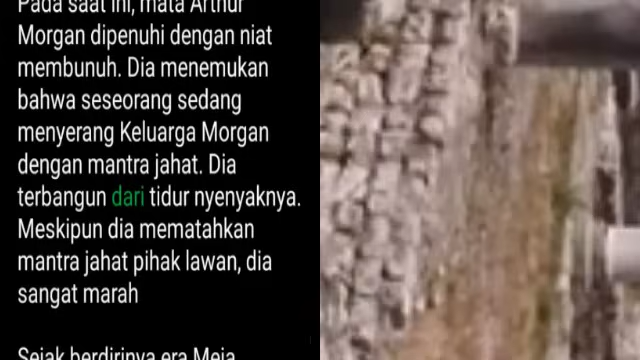 Pada saat ini, mata Arthur
Morgan dipenuhi dengan niat
membunuh. Dia menemukan
bahwa seseorang sedang
menyerang Keluarga Morgan
dengan mantra jahat. Dia
terbangun dari tidur nyenyaknya.
Meskipun dia mematahkan
mantra jahat pihak lawan, dia
sangat marah
Sejak berdirinya era Meja